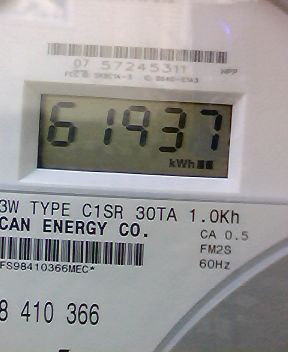 07 57245311
61937
kWh
3W TYPE C1SR 30TA 1.0Kh
CAN ENERGY CO.
CA 0.5
FM2S
60Hz
FS98410366MEC*
8 410 366